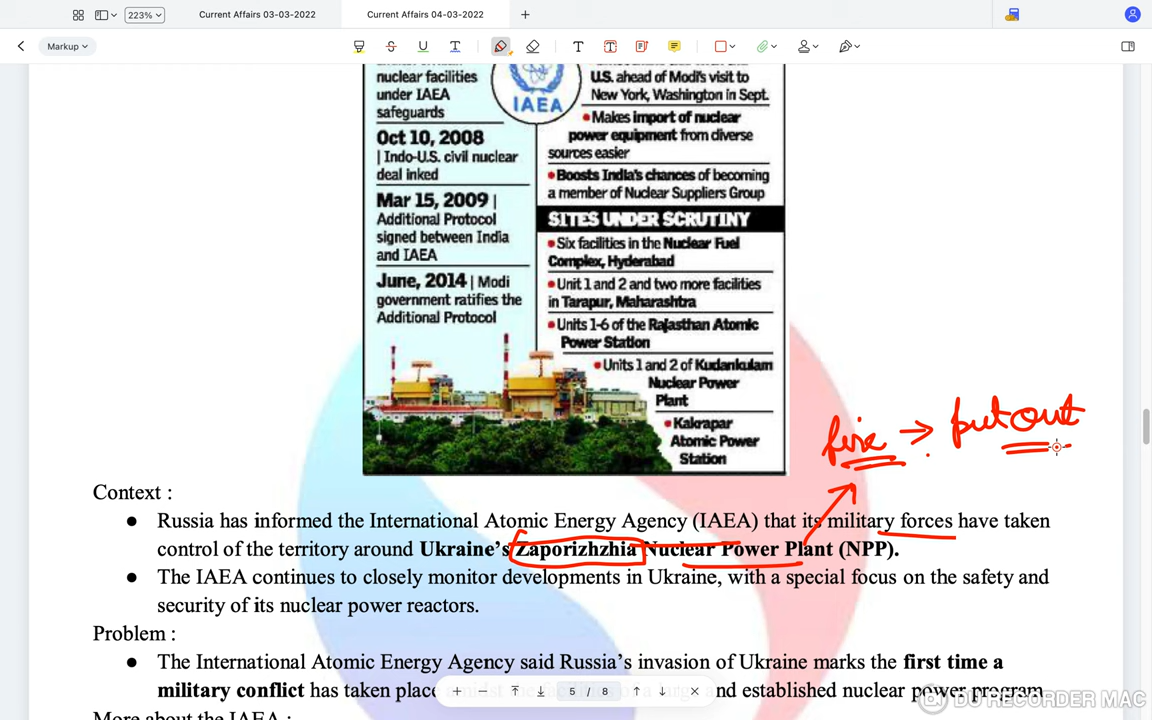 223%
Current Affairs 03-03-2022
Current Affairs 04-03-2022
Markup
nuclear facilities
under IAEA
safeguards
Oct 10, 2008
| Indo-U.S. civil nuclear
deal inked
Mar 15, 2009 |
Additional Protocol
signed between India
and IAEA
June, 2014 | Modi
government ratifies the
Additional Protocol
IAEA
U.S. ahead of Modi's visit to
New York, Washington in Sept.
Makes import of nuclear
power equipment from diverse
sources easier
Boosts India's chances of becoming
a member of Nuclear Suppliers Group
SITES UNDER SCRUTINY
Six facilities in the Nuclear Fuel
Complex, Hyderabad
Unit 1 and 2 and two more facilities
in Tarapur, Maharashtra
Units 1-6 of the Rajasthan Atomic
Power Station
Units 1 and 2 of Kudankulam
Nuclear Power
Plant
Kakrapar
Atomic Power
Station
fire → put out
Context :
● Russia has informed the International Atomic Energy Agency (IAEA) that its military forces have taken
control of the territory around Ukraine's Zaporizhzhia Nuclear Power Plant (NPP).
● The IAEA continues to closely monitor developments in Ukraine, with a special focus on the safety and
security of its nuclear power reactors.
Problem :
● The International Atomic Energy Agency said Russia's invasion of Ukraine marks the first time a
military conflict has taken place and established nuclear power program
More about the IAEA :
5 / 8
DU RECORDER MAC